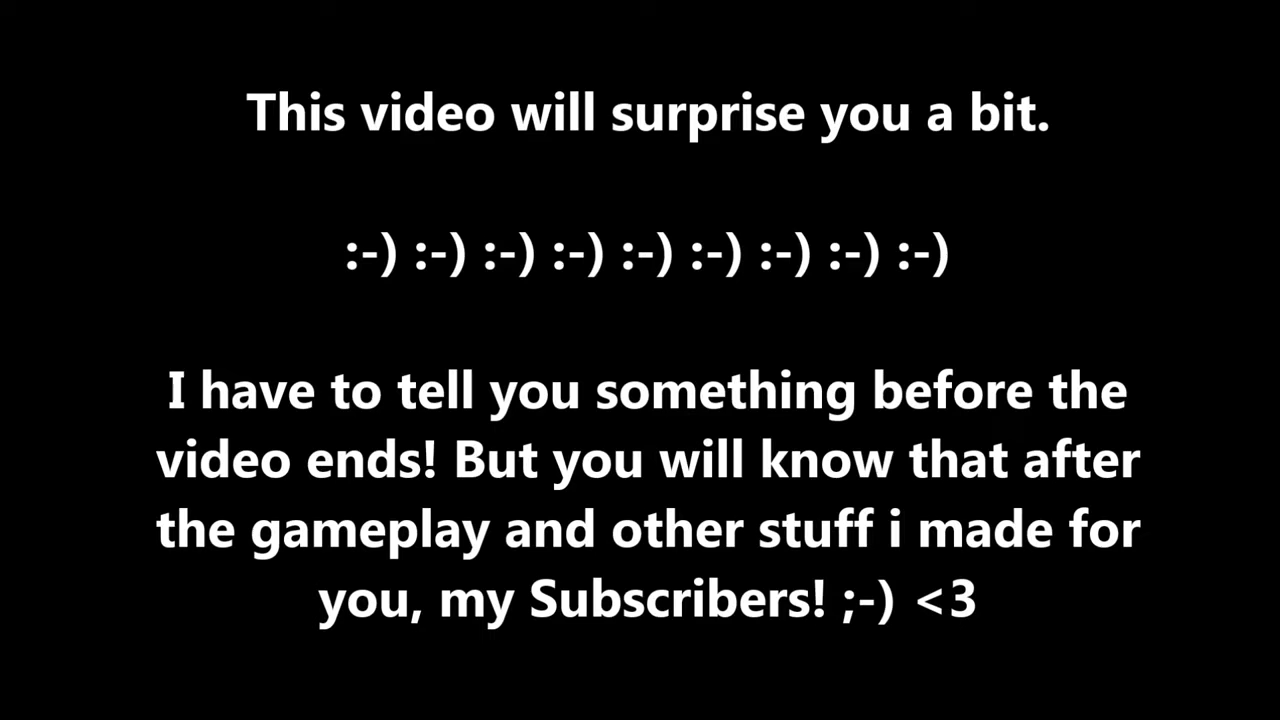 This video will surprise you a bit.
:-) :-) :-) :-) :-) :-) :-) :-) :-)
I have to tell you something before the
video ends! But you will know that after
the gameplay and other stuff i made for
you, my Subscribers! ;-) <3